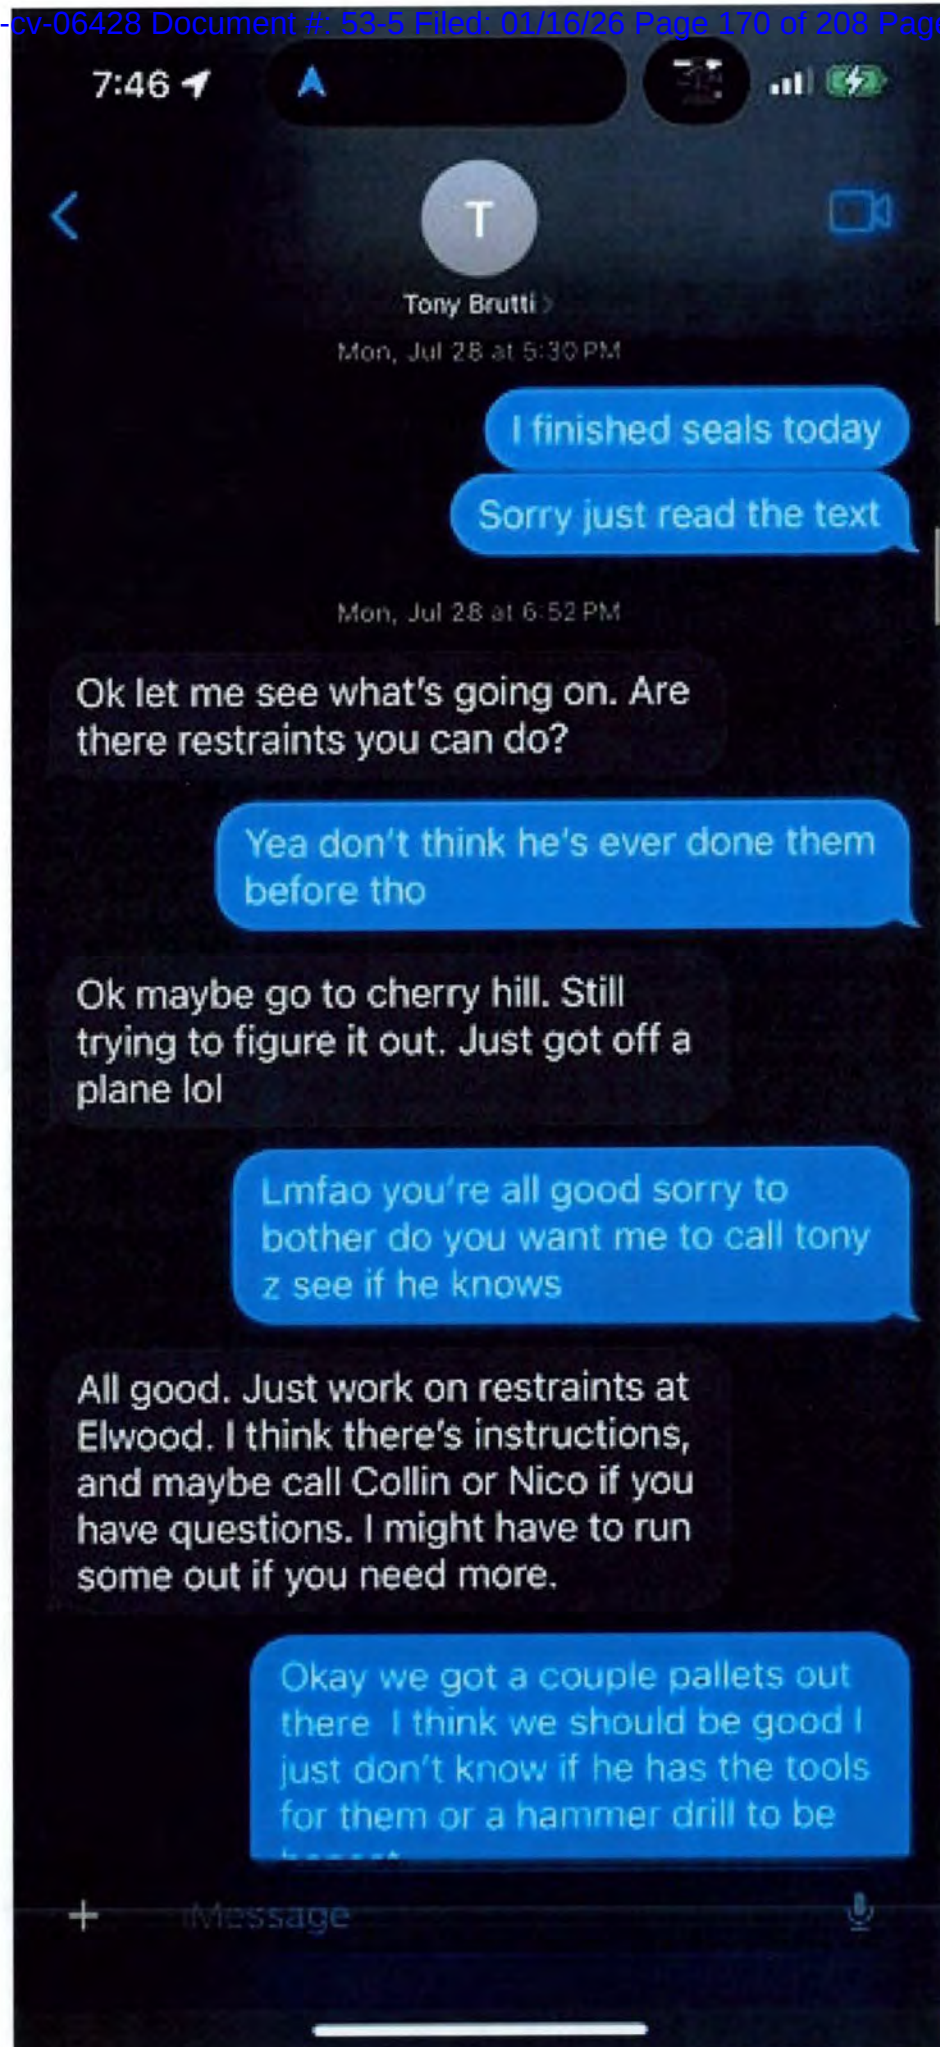 -cv-06428 Document #: 53-5 Filed: 01/16/26 Page 170 of 208 Page
7:46
T
Tony Brutti
Mon, Jul 28 at 5:30 PM
I finished seals today
Sorry just read the text
Mon, Jul 28 at 6:52 PM
Ok let me see what's going on. Are
there restraints you can do?
Yea don't think he's ever done them
before tho
Ok maybe go to cherry hill. Still
trying to figure it out. Just got off a
plane lol
Lmfao you're all good sorry to
bother do you want me to call tony
z see if he knows
All good. Just work on restraints at
Elwood. I think there's instructions,
and maybe call Collin or Nico if you
have questions. I might have to run
some out if you need more.
Okay we got a couple pallets out
there I think we should be good I
just don't know if he has the tools
for them or a hammer drill to be
iMessage